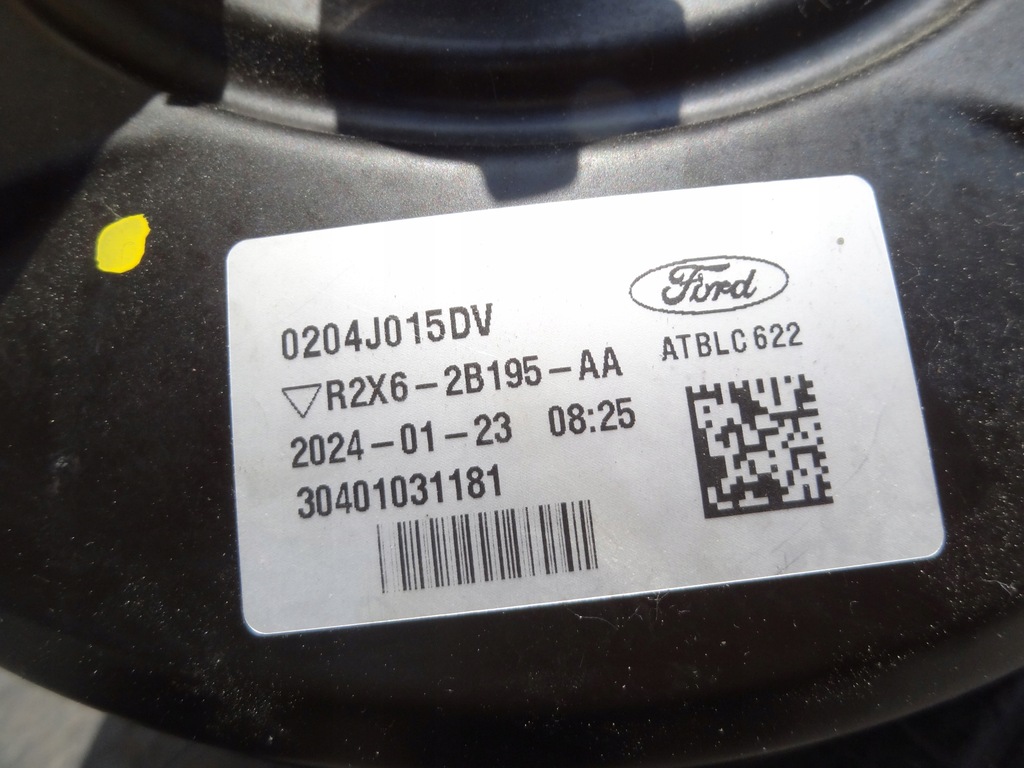 Ford
0204J015DV
ATBLC622
▽R2X6-2B195-AA
2024-01-23 08:25
30401031181